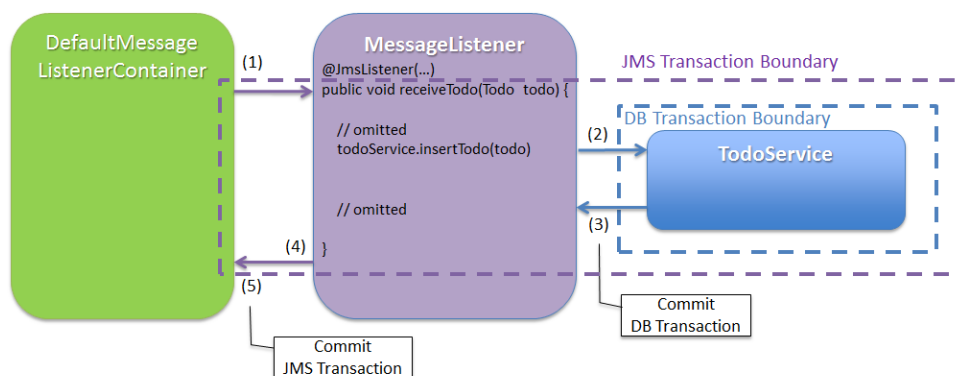 DefaultMessage
ListenerContainer
(1)
MessageListener
@JmsListener(...)
public void receiveTodo(Todo todo) {
// omitted
todoService.insertTodo(todo)
// omitted
}
JMS Transaction Boundary
DB Transaction Boundary
(2)
TodoService
(3)
(4)
(5)
Commit
DB Transaction
Commit
JMS Transaction